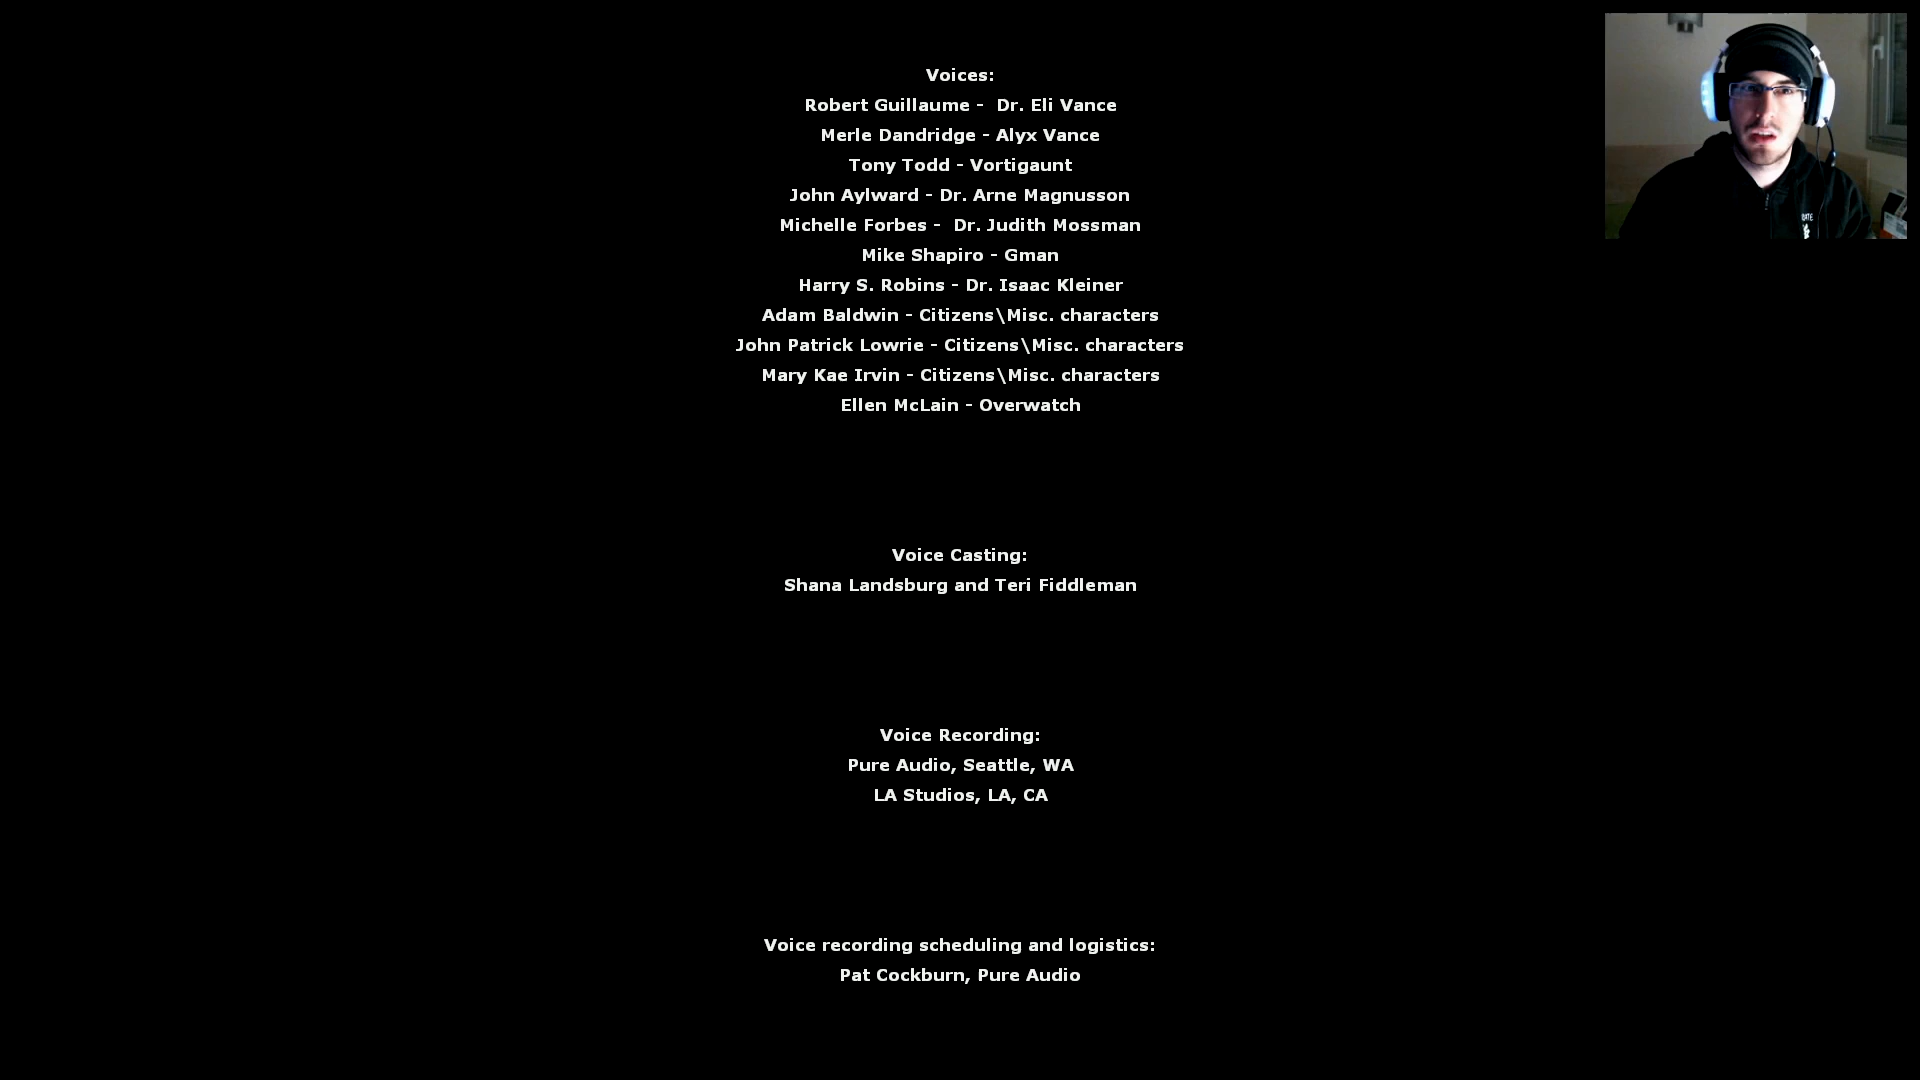 Voices:
Robert Guillaume -  Dr. Eli Vance
Merle Dandridge - Alyx Vance
Tony Todd - Vortigaunt
John Aylward - Dr. Arne Magnusson
Michelle Forbes -  Dr. Judith Mossman
Mike Shapiro - Gman
Harry S. Robins - Dr. Isaac Kleiner
Adam Baldwin - Citizens\Misc. characters
John Patrick Lowrie - Citizens\Misc. characters
Mary Kae Irvin - Citizens\Misc. characters
Ellen McLain - Overwatch
Voice Casting:
Shana Landsburg and Teri Fiddleman
Voice Recording:
Pure Audio, Seattle, WA
LA Studios, LA, CA
Voice recording scheduling and logistics:
Pat Cockburn, Pure Audio